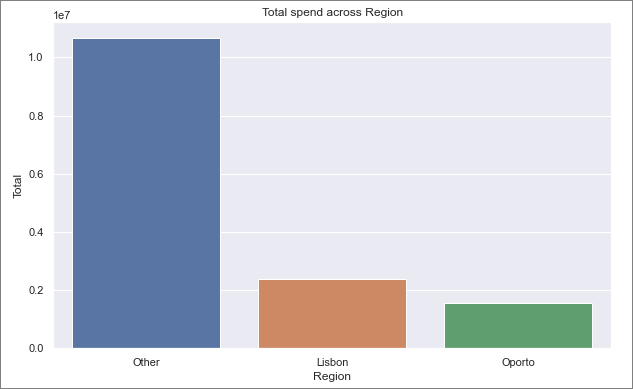 Total spend across Region
1e7
1.0
0.8
0.6
0.4
0.2
0.0
Total
Other Lisbon Oporto
Region